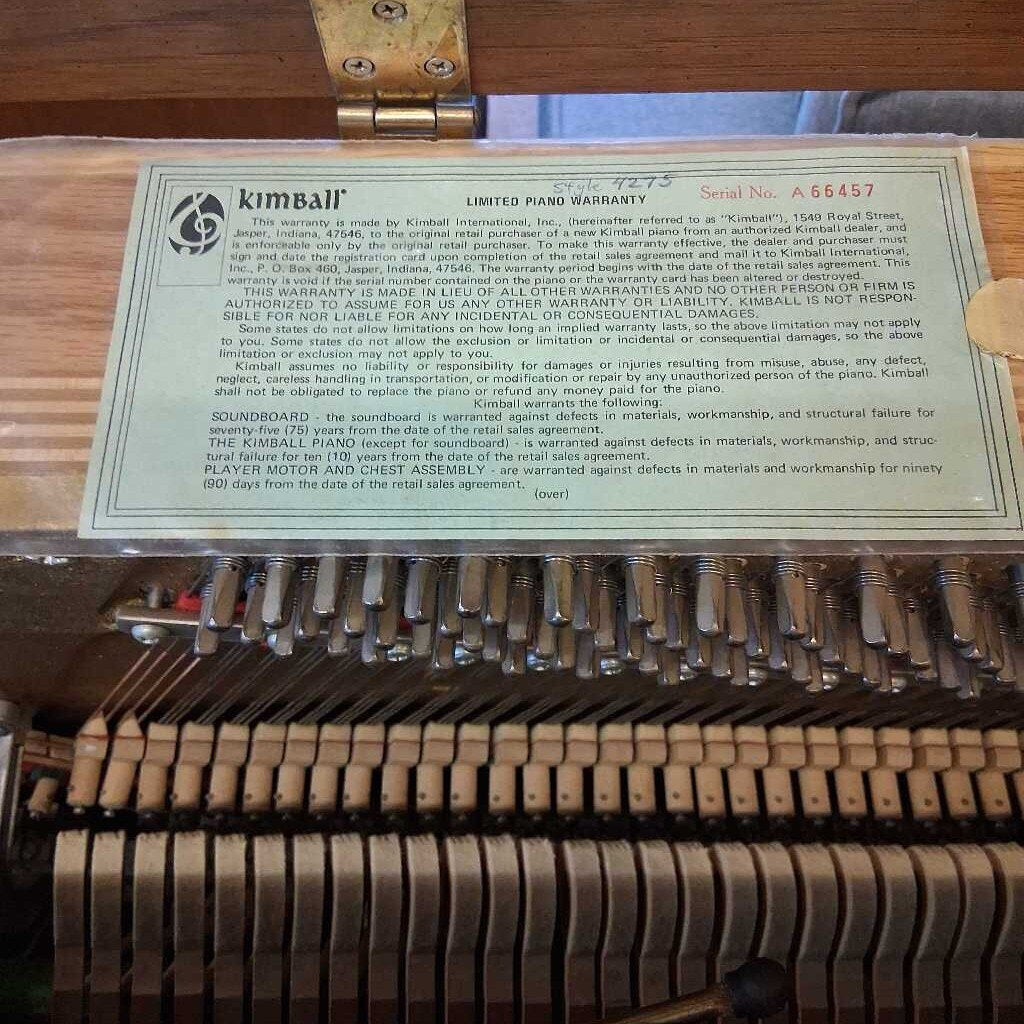 Style 4275
KIMBALL®
LIMITED PIANO WARRANTY
Serial No. A 66457
This warranty is made by Kimball International, Inc., (hereinafter referred to as "Kimball"), 1549 Royal Street,
Jasper, Indiana, 47546, to the original retail purchaser of a new Kimball piano from an authorized Kimball dealer, and
is enforceable only by the original retail purchaser. To make this warranty effective, the dealer and purchaser must
sign and date the registration card upon completion of the retail sales agreement and mail it to Kimball International,
Inc., P. O. Box 460, Jasper, Indiana, 47546. The warranty period begins with the date of the retail sales agreement. This
warranty is void if the serial number contained on the piano or the warranty card has been altered or destroyed.
THIS WARRANTY IS MADE IN LIEU OF ALL OTHER WARRANTIES AND NO OTHER PERSON OR FIRM IS
AUTHORIZED TO ASSUME FOR US ANY OTHER WARRANTY OR LIABILITY. KIMBALL IS NOT RESPON-
SIBLE FOR NOR LIABLE FOR ANY INCIDENTAL OR CONSEQUENTIAL DAMAGES.
Some states do not allow limitations on how long an implied warranty lasts, so the above limitation may not apply
to you. Some states do not allow the exclusion or limitation or incidental or consequential damages, so the above
limitation or exclusion may not apply to you.
Kimball assumes no liability or responsibility for damages or injuries resulting from misuse, abuse, any defect,
neglect, careless handling in transportation, or modification or repair by any unauthorized person of the piano. Kimball
shall not be obligated to replace the piano or refund any money paid for the piano.
Kimball warrants the following:
SOUNDBOARD - the soundboard is warranted against defects in materials, workmanship, and structural failure for
seventy-five (75) years from the date of the retail sales agreement.
THE KIMBALL PIANO (except for soundboard) - is warranted against defects in materials, workmanship, and struc-
tural failure for ten (10) years from the date of the retail sales agreement.
PLAYER MOTOR AND CHEST ASSEMBLY - are warranted against defects in materials and workmanship for ninety
(90) days from the date of the retail sales agreement.
(over)